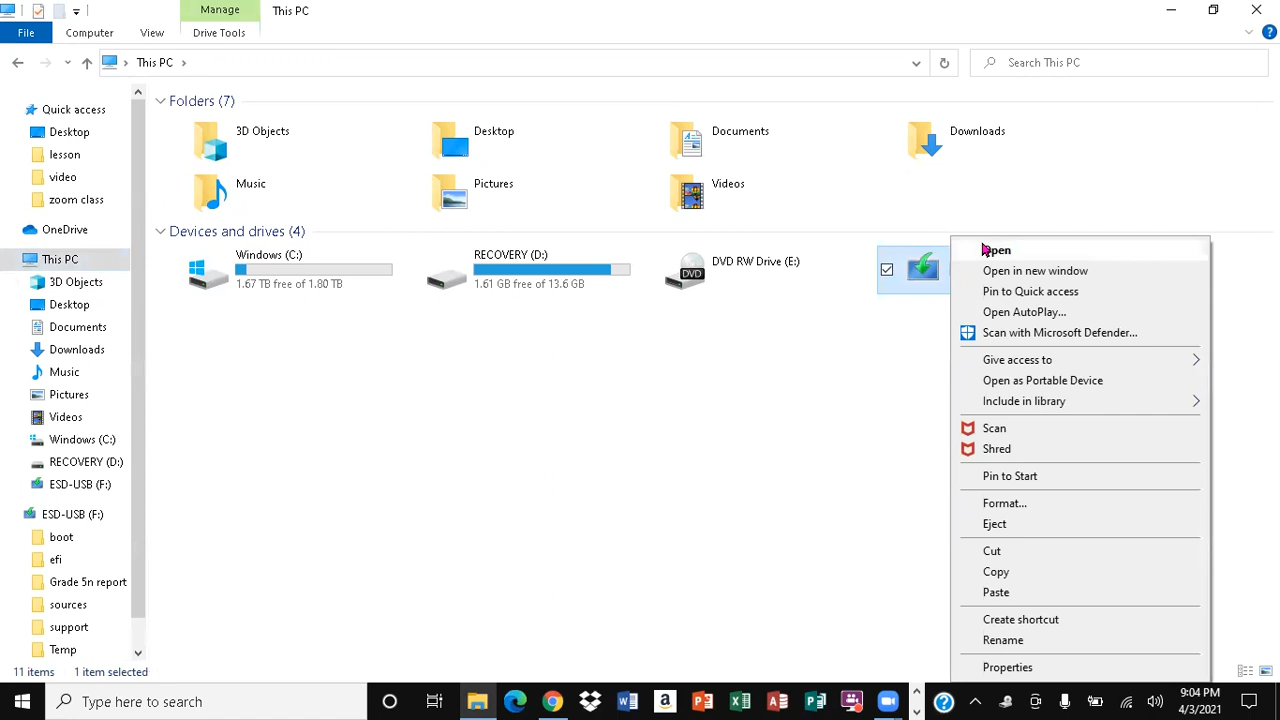 Manage
This PC
File
Computer
View
Drive Tools
This PC
Search This PC
Quick access
Desktop
lesson
video
zoom class
OneDrive
This PC
3D Objects
Desktop
Documents
Downloads
Music
Pictures
Videos
Windows (C:)
RECOVERY (D:)
ESD-USB (F:)
ESD-USB (F:)
boot
efi
Grade 5n report
sources
support
Temp
Folders (7)
3D Objects
Desktop
Documents
Downloads
Music
Pictures
Videos
Devices and drives (4)
Windows (C:)
1.67 TB free of 1.80 TB
RECOVERY (D:)
1.61 GB free of 13.6 GB
DVD
DVD RW Drive (E:)
Open
Open in new window
Pin to Quick access
Open AutoPlay...
Scan with Microsoft Defender...
Give access to
Open as Portable Device
Include in library
Scan
Shred
Pin to Start
Format...
Eject
Cut
Copy
Paste
Create shortcut
Rename
Properties
11 items
1 item selected
Type here to search
9:04 PM
4/3/2021